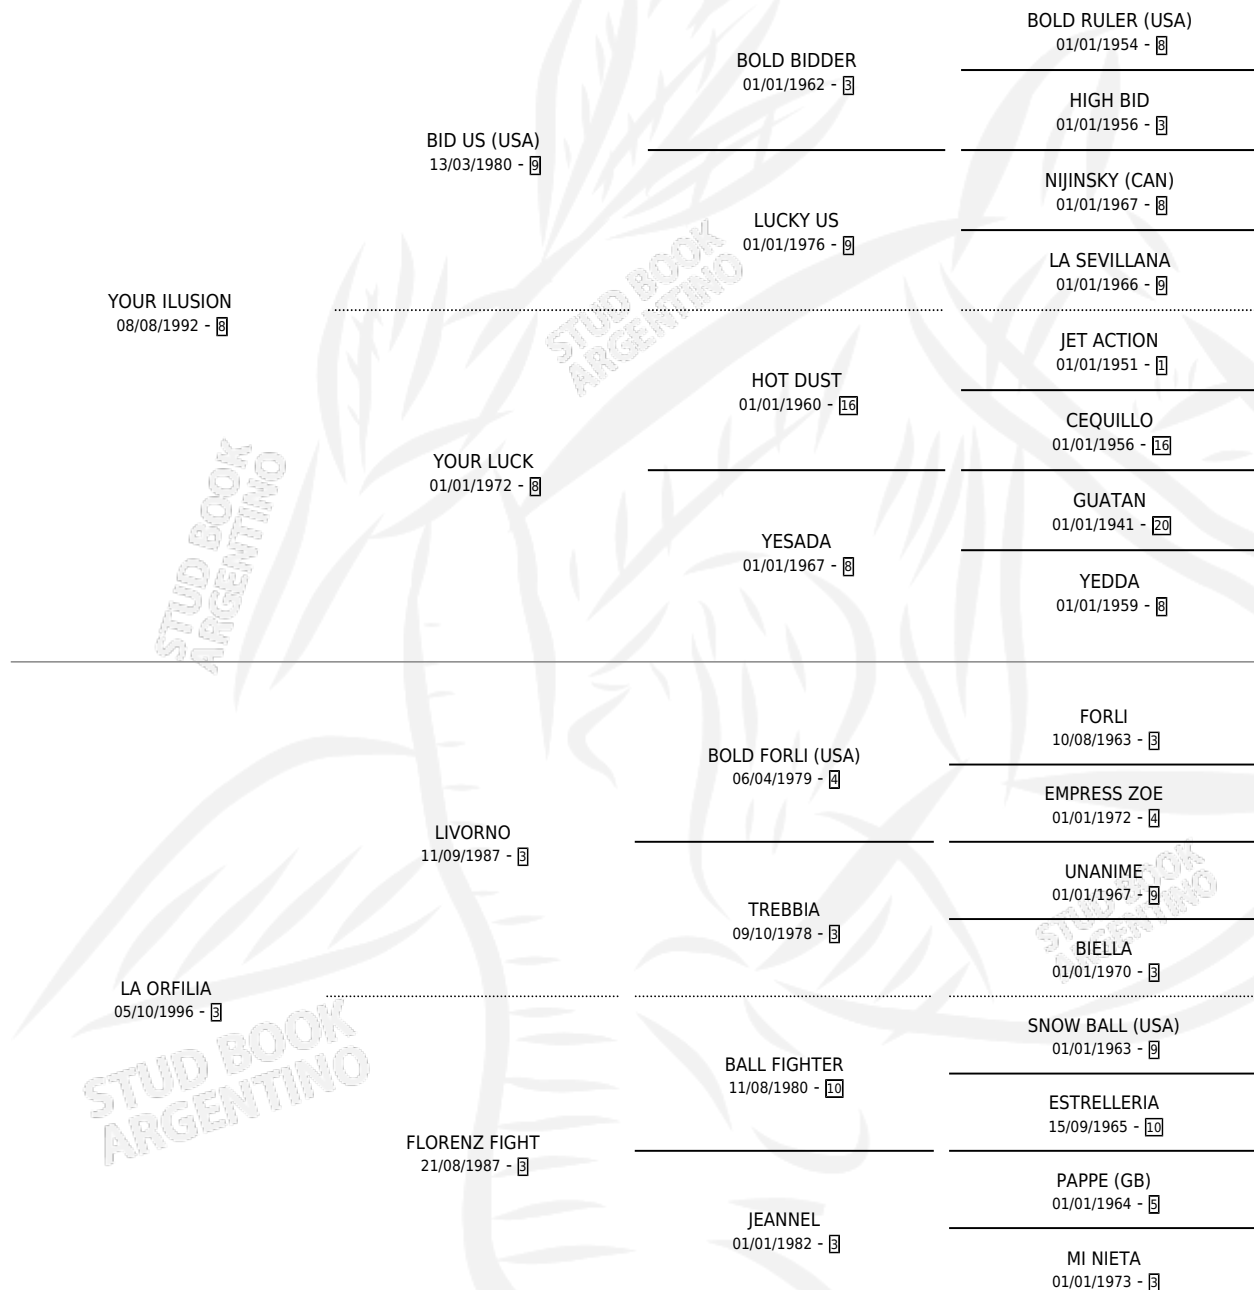 BOLD RULER (USA)
01/01/1954 - 8
BOLD BIDDER
01/01/1962 - 3
HIGH BID
01/01/1956 - 3
BID US (USA)
13/03/1980 - 9
NIJINSKY (CAN)
01/01/1967 - 8
LUCKY US
01/01/1976 - 9
LA SEVILLANA
01/01/1966 - 9
YOUR ILUSION
08/08/1992 - 8
JET ACTION
01/01/1951 - 1
HOT DUST
01/01/1960 - 16
CEQUILLO
01/01/1956 - 16
YOUR LUCK
01/01/1972 - 8
GUATAN
01/01/1941 - 20
YESADA
01/01/1967 - 8
YEDDA
01/01/1959 - 8
STUD BOOK
ARGENTINO
STUD BOOK
ARGENTINO
FORLI
10/08/1963 - 3
BOLD FORLI (USA)
06/04/1979 - 4
EMPRESS ZOE
01/01/1972 - 4
LIVORNO
11/09/1987 - 3
UNANIME
01/01/1967 - 9
TREBBIA
09/10/1978 - 3
BIELLA
01/01/1970 - 3
LA ORFILIA
05/10/1996 - 3
SNOW BALL (USA)
01/01/1963 - 9
BALL FIGHTER
11/08/1980 - 10
ESTRELLERIA
15/09/1965 - 10
FLORENZ FIGHT
21/08/1987 - 3
PAPPE (GB)
01/01/1964 - 5
JEANNEL
01/01/1982 - 3
MI NIETA
01/01/1973 - 3
STUD BOOK
ARGENTINO
STUD BOOK
ARGENTINO